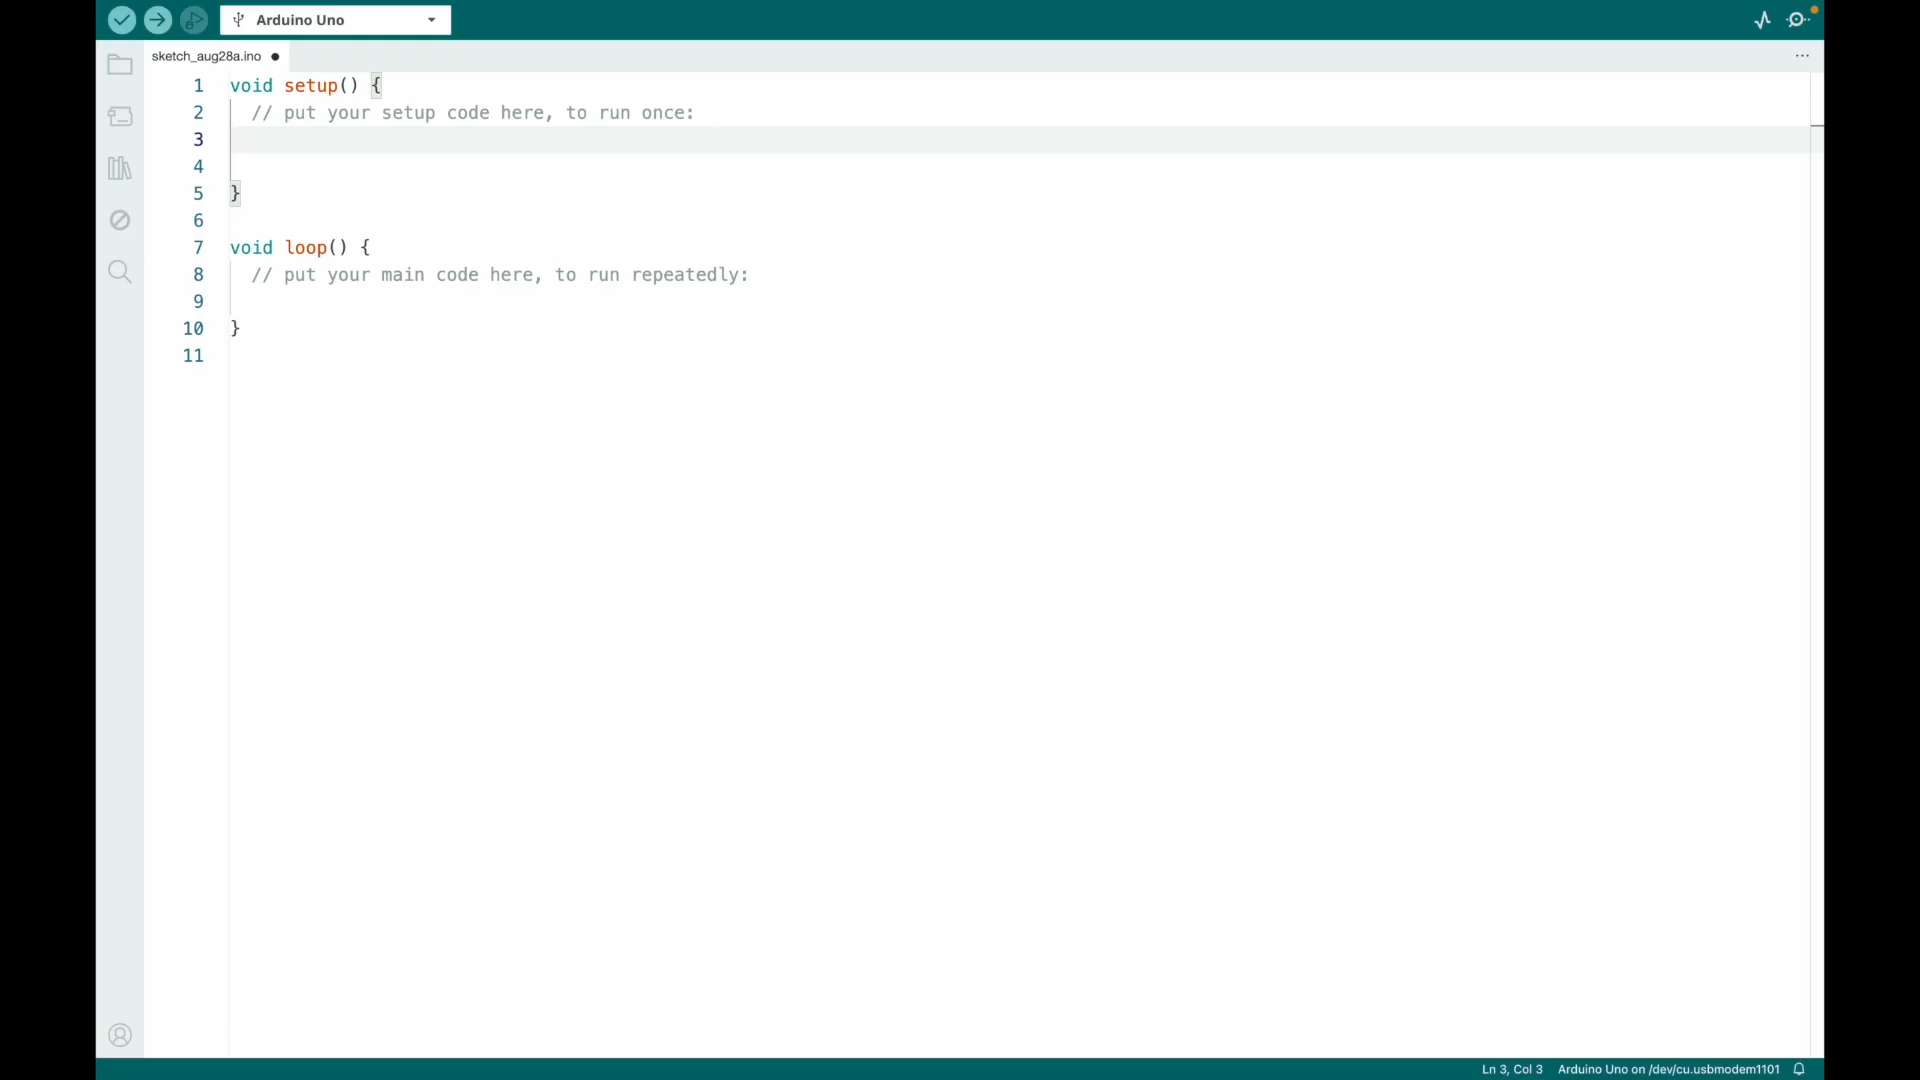 Arduino Uno
sketch_aug28a.ino
1 void setup() {
2 // put your setup code here, to run once:
3
4
5 }
6
7 void loop() {
8 // put your main code here, to run repeatedly:
9
10 }
11
Ln 3, Col 3 Arduino Uno on /dev/cu.usbmodem1101